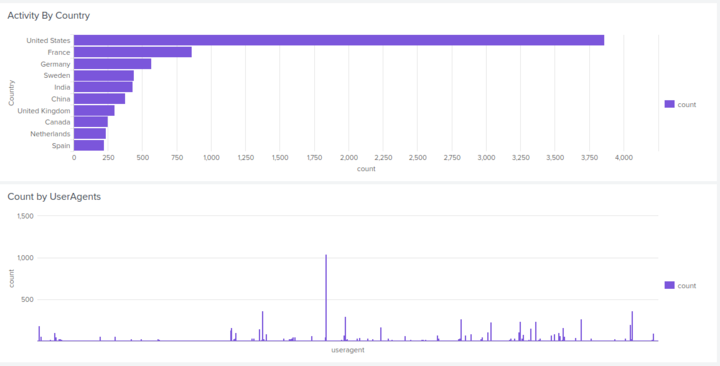 Activity By Country
Country
United States
France
Germany
Sweden
India
China
United Kingdom
Canada
Netherlands
Spain
0 250 500 750 1,000 1,250 1,500 1,750 2,000 2,250 2,500 2,750 3,000 3,250 3,500 3,750 4,000
count
count
Count by UserAgents
count
1,500
1,000
500
useragent
count